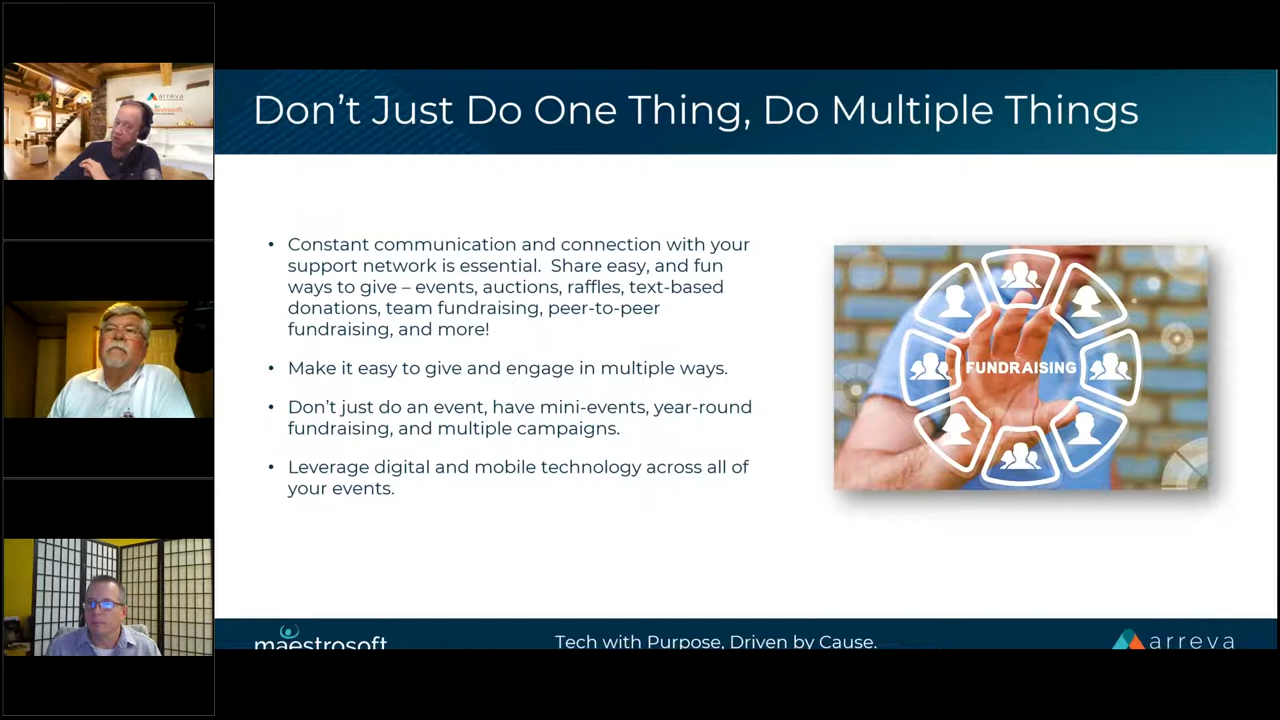 Don't Just Do One Thing, Do Multiple Things
• Constant communication and connection with your
support network is essential.  Share easy, and fun
ways to give – events, auctions, raffles, text-based
donations, team fundraising, peer-to-peer
fundraising, and more!
• Make it easy to give and engage in multiple ways.
• Don't just do an event, have mini-events, year-round
fundraising, and multiple campaigns.
• Leverage digital and mobile technology across all of
your events.
FUNDRAISING
maestrosoft
Tech with Purpose, Driven by Cause.
arreva
arreva
maestrosoft